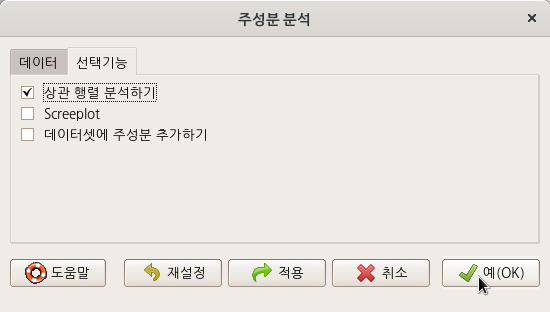 주성분 분석
데이터 선택기능
상관 행렬 분석하기
Screeplot
데이터셋에 주성분 추가하기
도움말 재설정 적용 취소 예(OK)